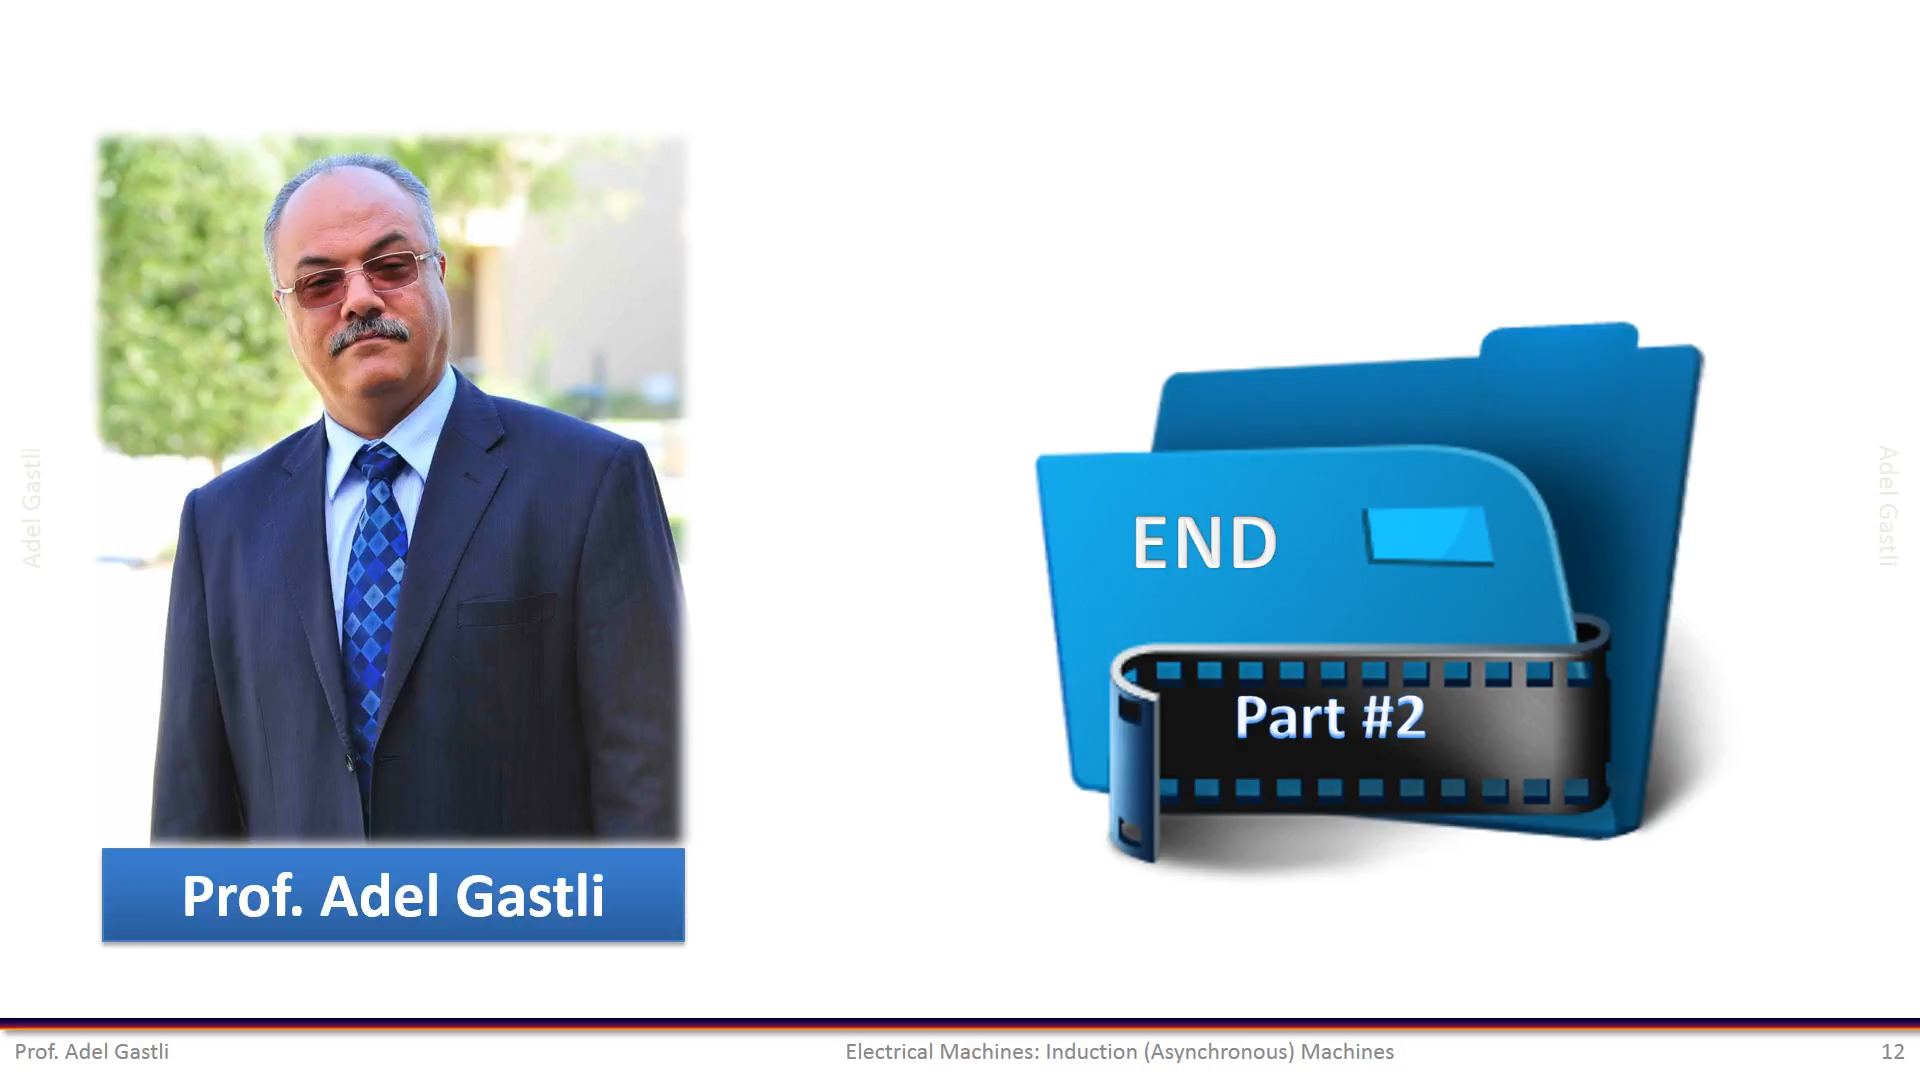 Adel Gastli
Prof. Adel Gastli
END
Part #2
Adel Gastli
Prof. Adel Gastli
Electrical Machines: Induction (Asynchronous) Machines
12